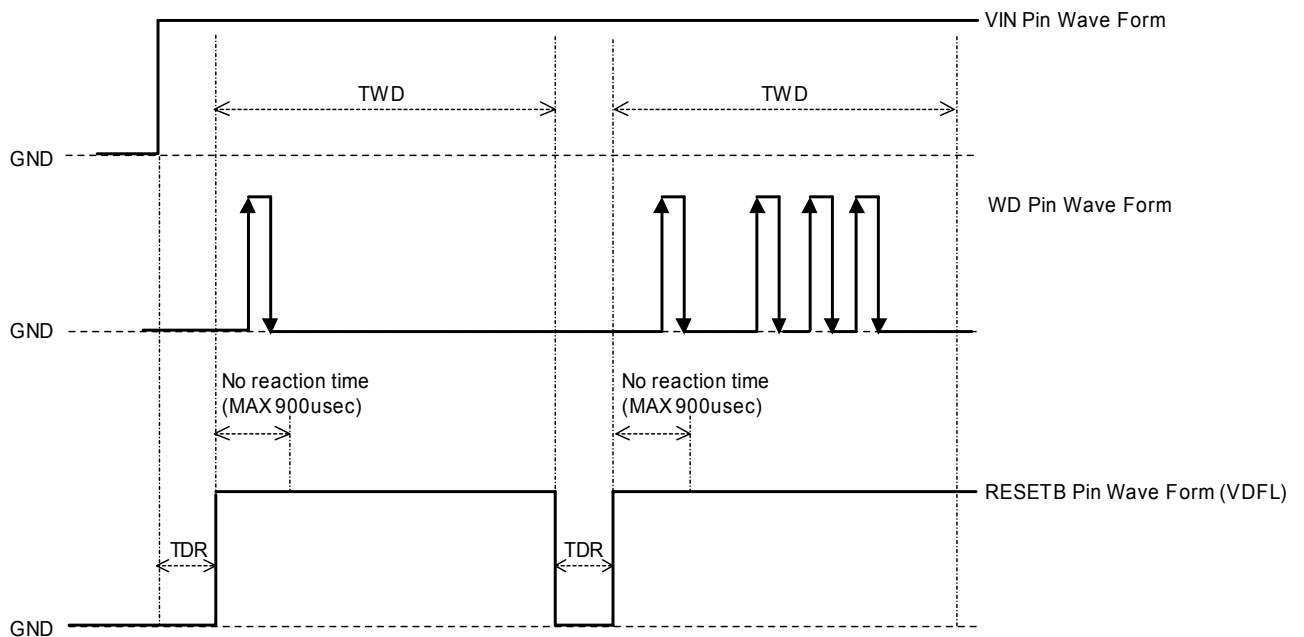 VIN Pin Wave Form
TWD
TWD
GND
WD Pin Wave Form
GND
No reaction time
(MAX 900usec)
No reaction time
(MAX 900usec)
RESETB Pin Wave Form (VDFL)
TDR
TDR
GND